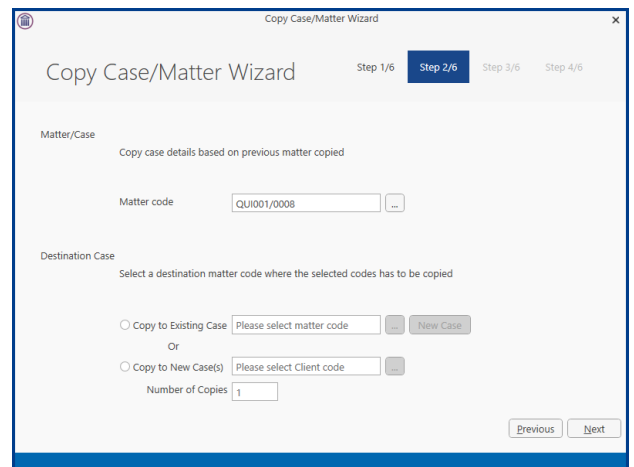 Copy Case/Matter Wizard ×
Copy Case/Matter Wizard Step 1/6 Step 2/6 Step 3/6 Step 4/6
Matter/Case
Copy case details based on previous matter copied
Matter code QUI001/0008 ...
Destination Case
Select a destination matter code where the selected codes has to be copied
Copy to Existing Case Please select matter code ... New Case
Or
Copy to New Case(s) Please select Client code ...
Number of Copies 1
Previous Next